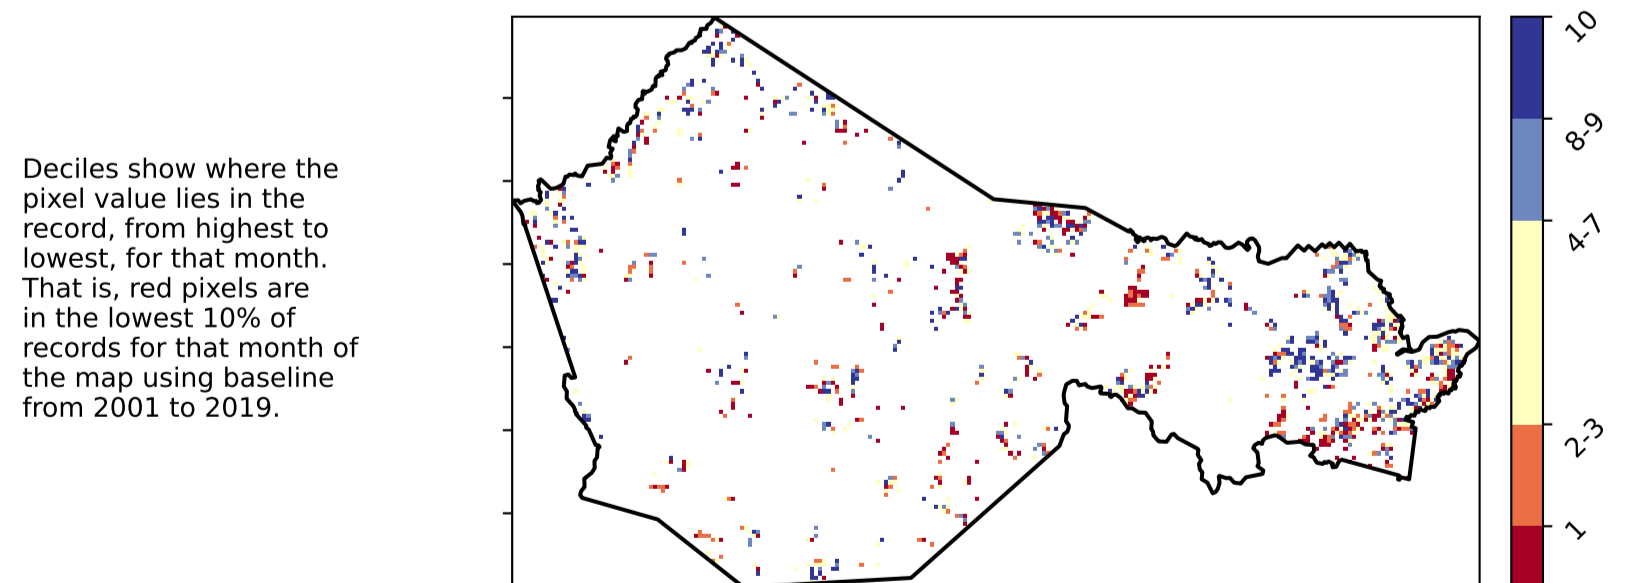 Deciles show where the
pixel value lies in the
record, from highest to
lowest, for that month.
That is, red pixels are
in the lowest 10% of
records for that month of
the map using baseline
from 2001 to 2019.
10
8-9
4-7
2-3
1